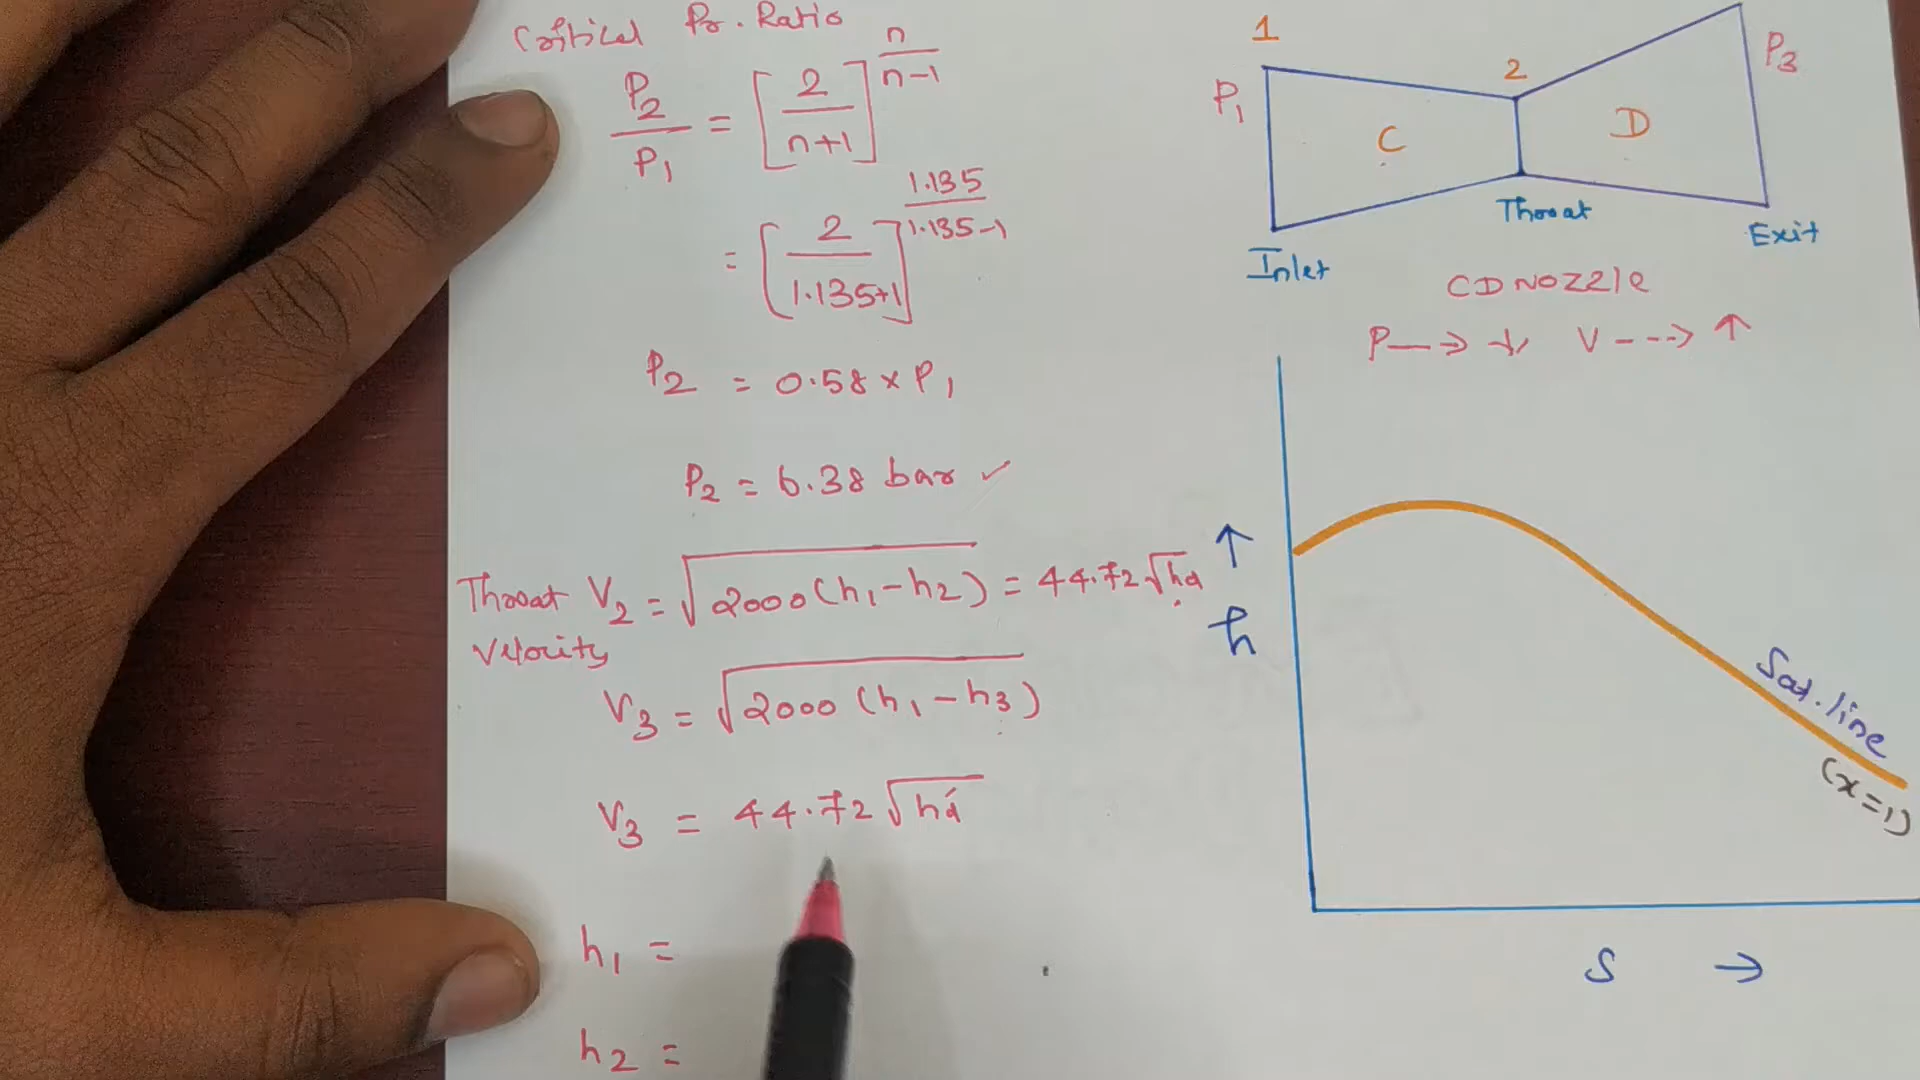 Critical Pr. Ratio
P2/P1 = [2/n+1]^n/n-1
= [2/1.135+1]^1.135/1.135-1
P2 = 0.58 x P1
P2 = 6.38 bar ✓
Throat V2 = √2000(h1-h2) = 44.72√hd
Velocity
V3 = √2000 (h1-h3)
V3 = 44.72 √hd'
h1 =
h2 =
1
2
P1
P3
C
D
Throat
Inlet
Exit
CD NOZZle
P → ↓ V ---> ↑
↑
h
Sat. line
(x=1)
S →